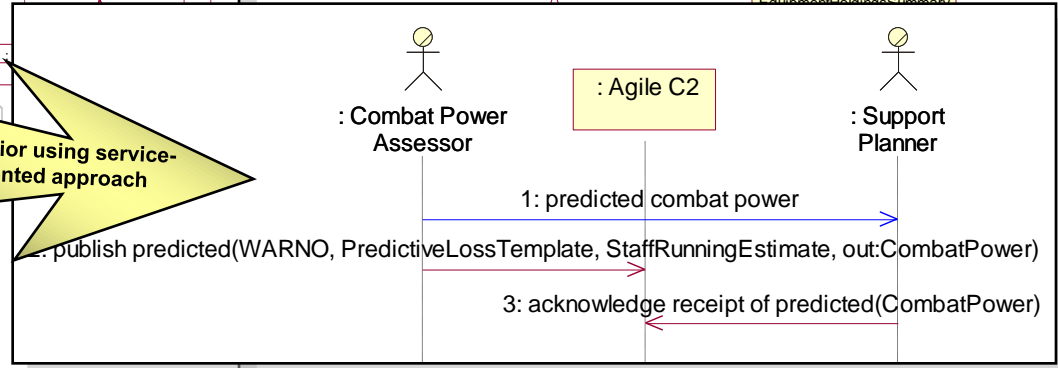 EquipmentHoldingsSummary
: Combat Power
Assessor
: Agile C2
: Support
Planner
ior using service-
nted approach
1: predicted combat power
publish predicted(WARNO, PredictiveLossTemplate, StaffRunningEstimate, out:CombatPower)
3: acknowledge receipt of predicted(CombatPower)